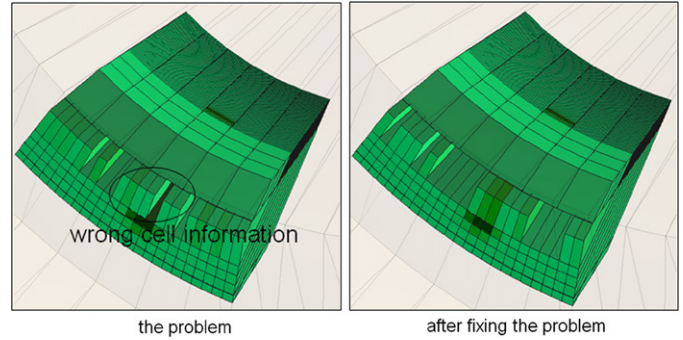 wrong cell information
the problem
after fixing the problem